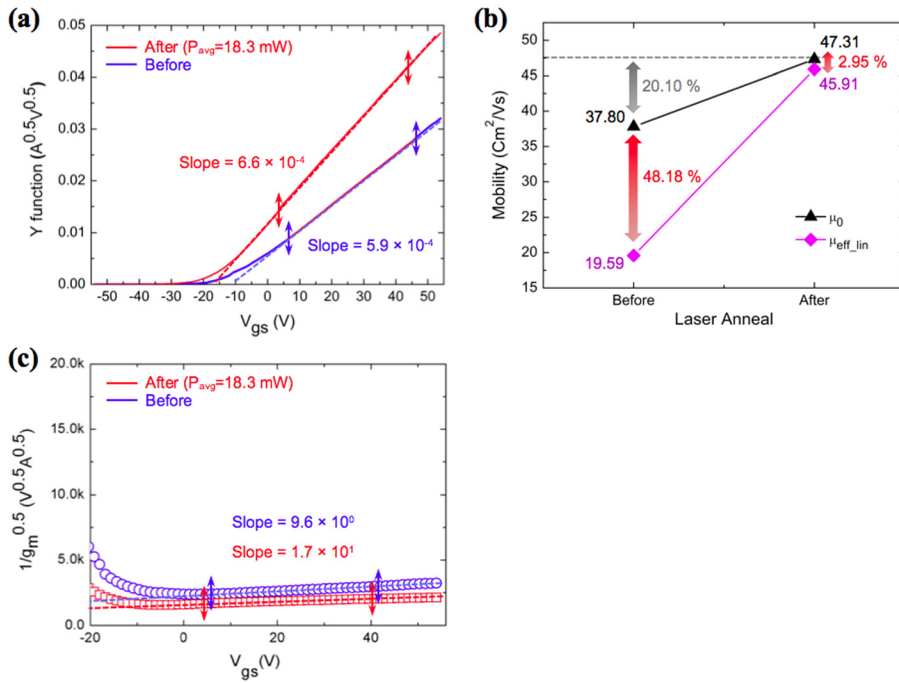 (a)
0.05
0.04
0.03
0.02
0.01
0.00
Y function (A^0.5V^0.5)
After (P_avg=18.3 mW)
Before
Slope = 6.6 × 10^-4
Slope = 5.9 × 10^-4
-50 -40 -30 -20 -10 0 10 20 30 40 50
V_gs (V)
(b)
50
45
40
35
30
25
20
15
Mobility (Cm^2/Vs)
47.31
2.95 %
45.91
20.10 %
37.80
48.18 %
19.59
μ_0
μ_eff_lin
Before After
Laser Anneal
(c)
20.0k
15.0k
10.0k
5.0k
0.0
1/g_m^0.5 (V^0.5A^0.5)
After (P_avg=18.3 mW)
Before
Slope = 9.6 × 10^0
Slope = 1.7 × 10^1
-20 0 20 40
V_gs(V)